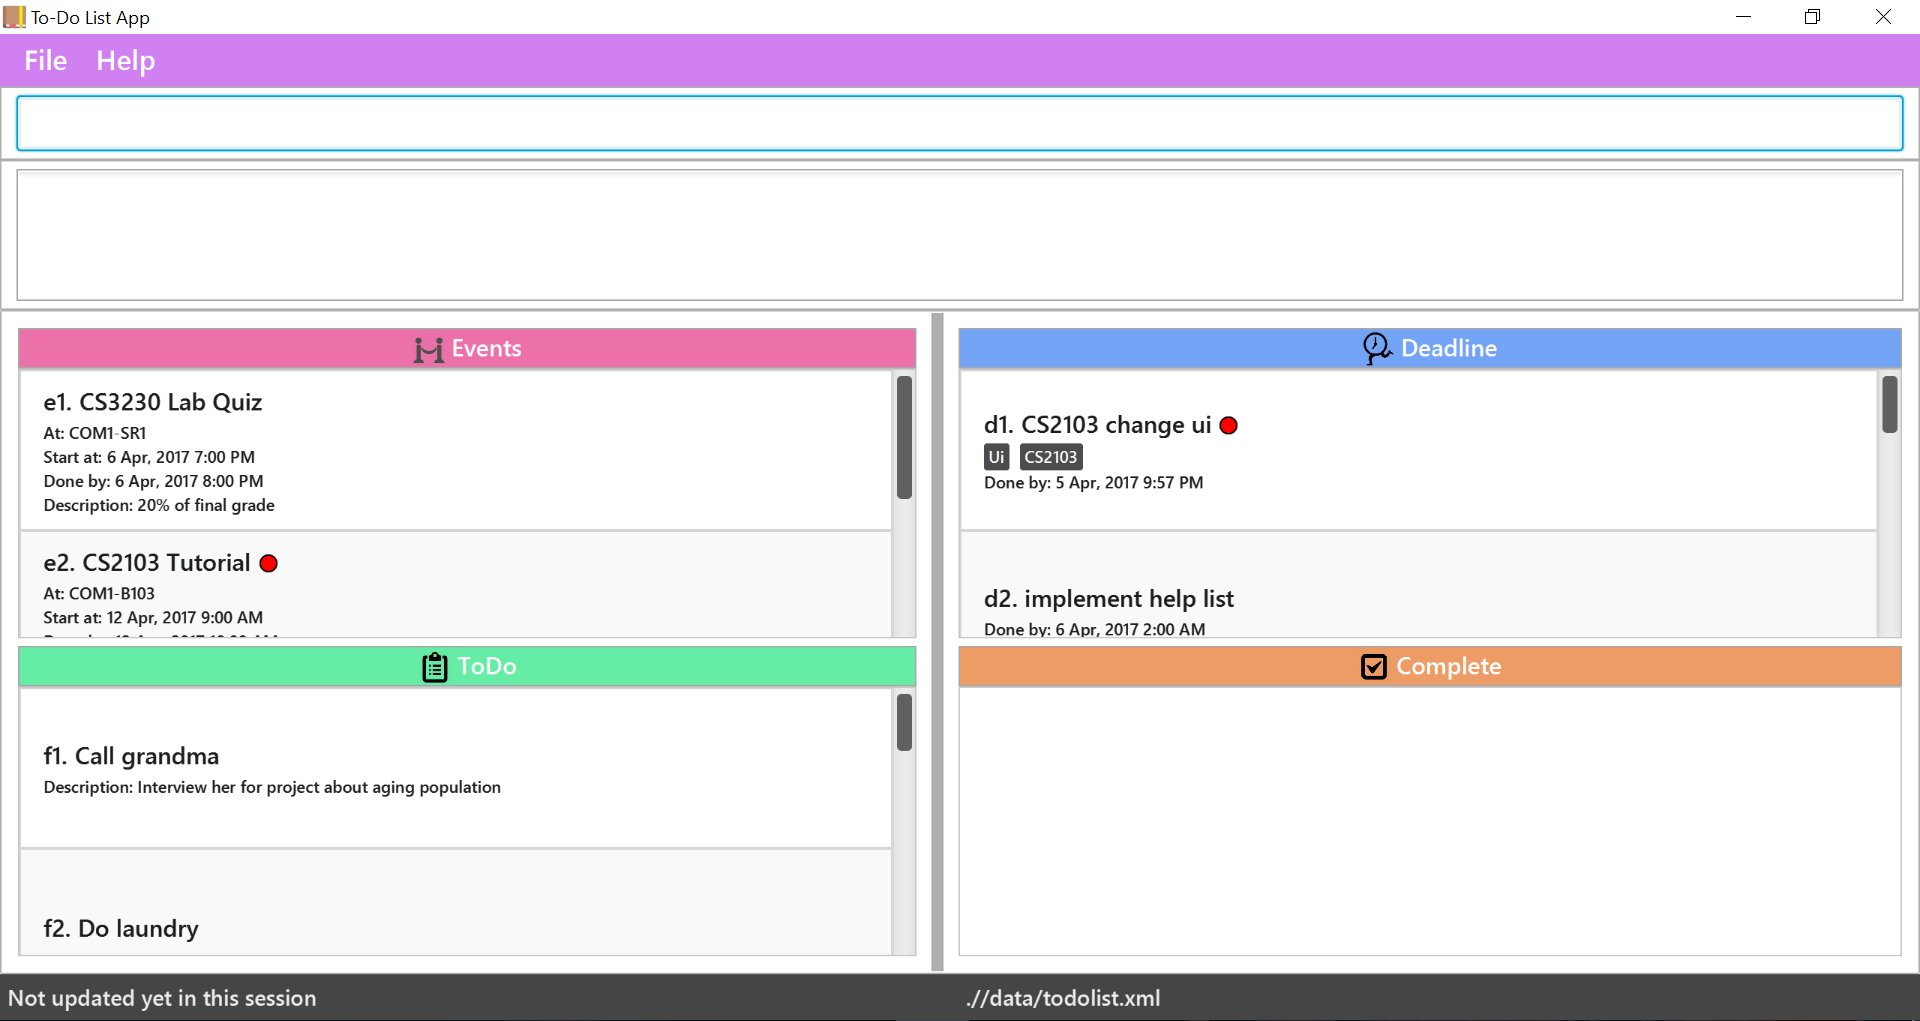 To-Do List App
File Help
Events
e1. CS3230 Lab Quiz
At: COM1-SR1
Start at: 6 Apr, 2017 7:00 PM
Done by: 6 Apr, 2017 8:00 PM
Description: 20% of final grade
e2. CS2103 Tutorial
At: COM1-B103
Start at: 12 Apr, 2017 9:00 AM
Deadline
d1. CS2103 change ui
Ui CS2103
Done by: 5 Apr, 2017 9:57 PM
d2. implement help list
Done by: 6 Apr, 2017 2:00 AM
ToDo
f1. Call grandma
Description: Interview her for project about aging population
f2. Do laundry
Complete
Not updated yet in this session
.//data/todolist.xml